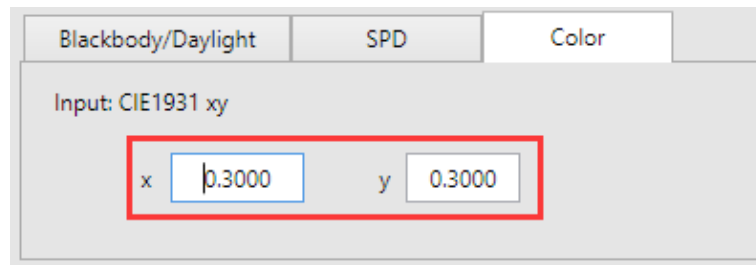 Blackbody/Daylight SPD Color
Input: CIE1931 xy
x 0.3000 y 0.3000